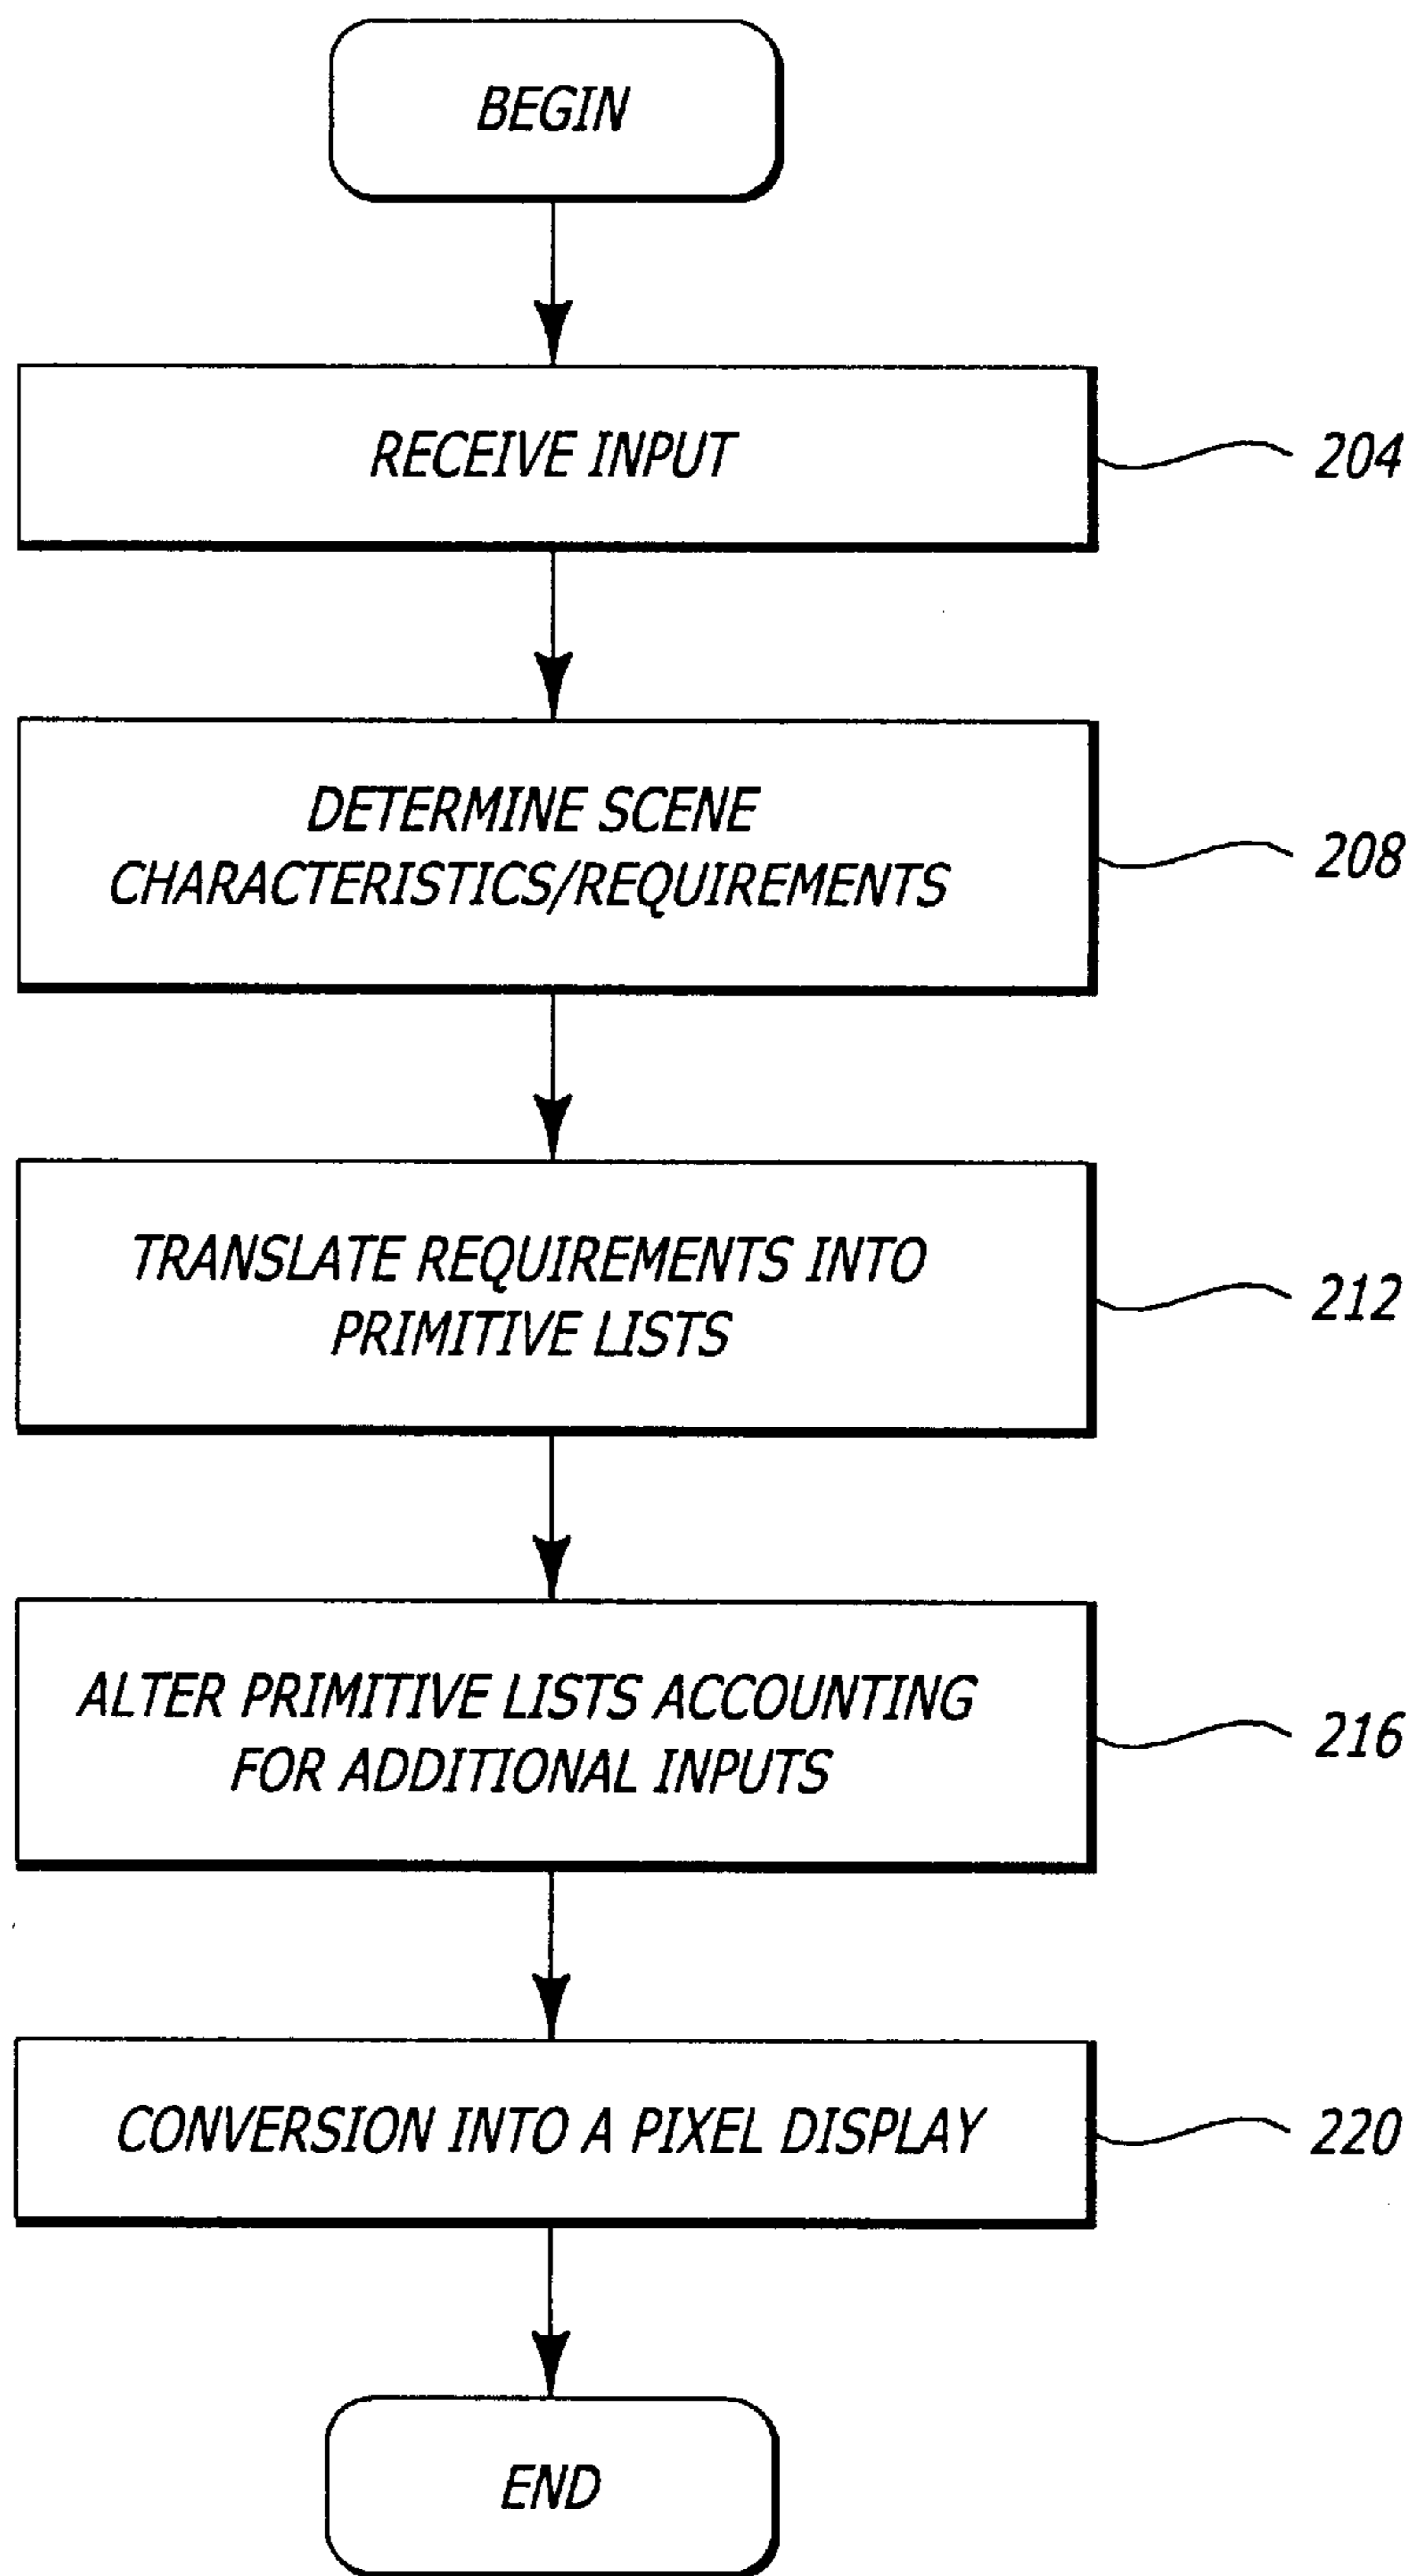 BEGIN
RECEIVE INPUT
204
DETERMINE SCENE
CHARACTERISTICS/REQUIREMENTS
208
TRANSLATE REQUIREMENTS INTO
PRIMITIVE LISTS
212
ALTER PRIMITIVE LISTS ACCOUNTING
FOR ADDITIONAL INPUTS
216
CONVERSION INTO A PIXEL DISPLAY
220
END